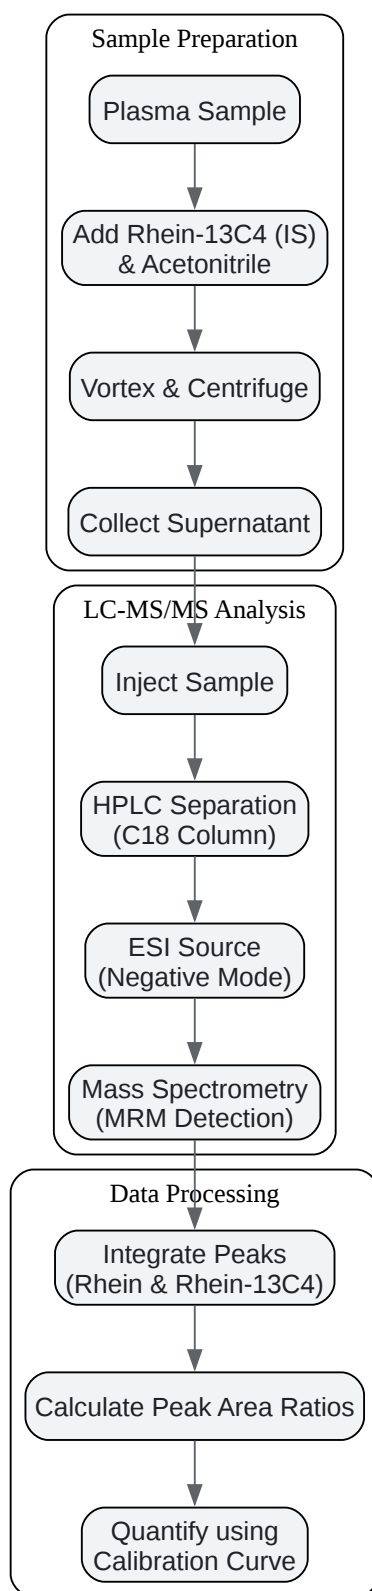 Sample Preparation
Plasma Sample
Add Rhein-13C4 (IS)
& Acetonitrile
Vortex & Centrifuge
Collect Supernatant
LC-MS/MS Analysis
Inject Sample
HPLC Separation
(C18 Column)
ESI Source
(Negative Mode)
Mass Spectrometry
(MRM Detection)
Data Processing
Integrate Peaks
(Rhein & Rhein-13C4)
Calculate Peak Area Ratios
Quantify using
Calibration Curve